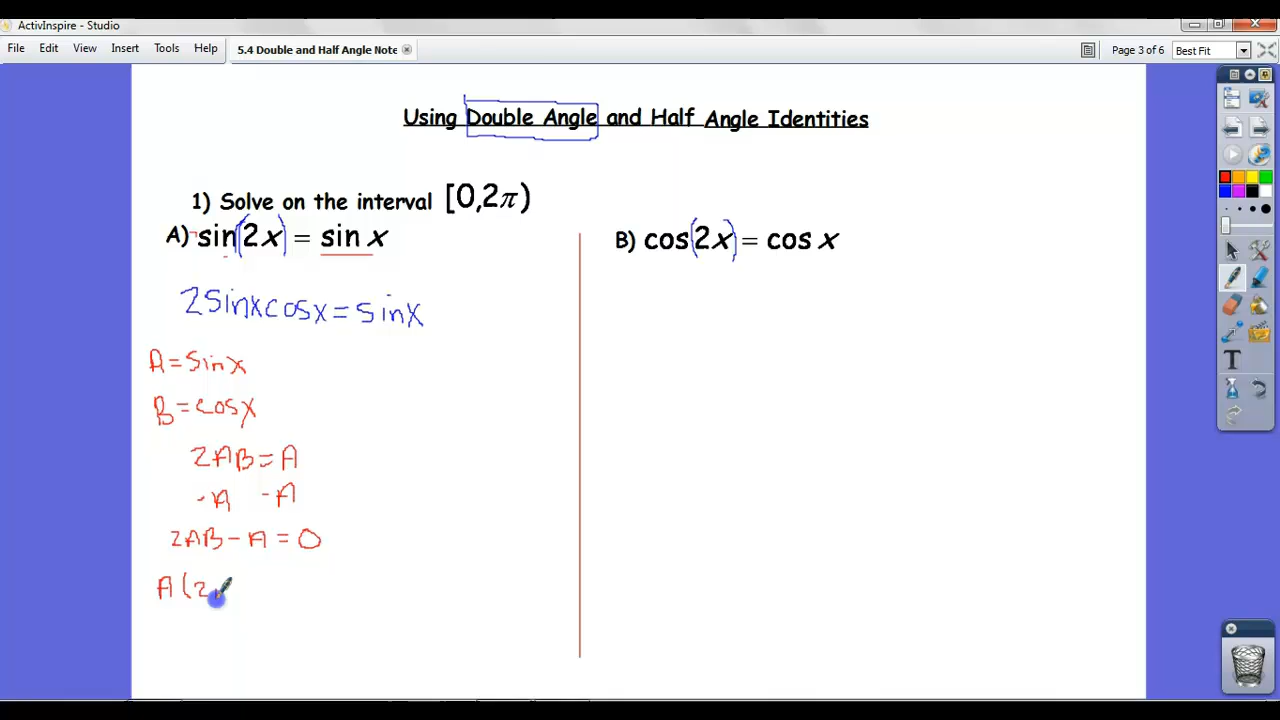 ActivInspire - Studio
File Edit View Insert Tools Help 5.4 Double and Half Angle Note Page 3 of 6 Best Fit
Using Double Angle and Half Angle Identities
1) Solve on the interval [0,2π)
A) sin(2x) = sin x
B) cos(2x) = cos x
2sinxcosx=sinx
A=sinx
B=cosx
2AB=A
-A -A
2AB-A=0
A(2
T